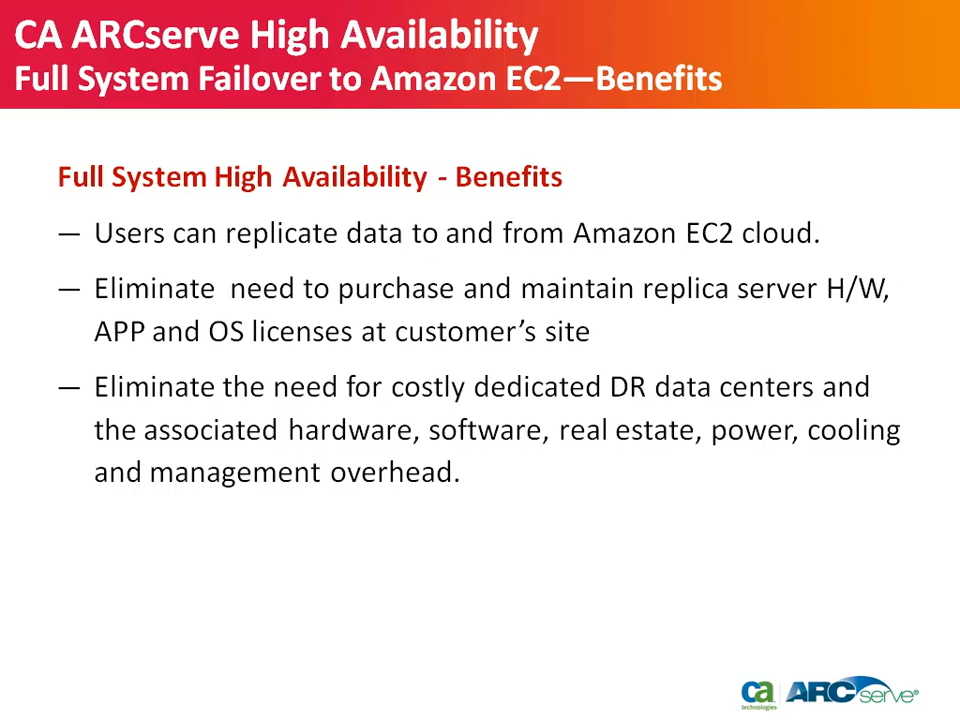 CA ARCserve High Availability
Full System Failover to Amazon EC2—Benefits
Full System High Availability - Benefits
— Users can replicate data to and from Amazon EC2 cloud.
— Eliminate  need to purchase and maintain replica server H/W,
APP and OS licenses at customer’s site
— Eliminate the need for costly dedicated DR data centers and
the associated hardware, software, real estate, power, cooling
and management overhead.
ca technologies ARCserve®